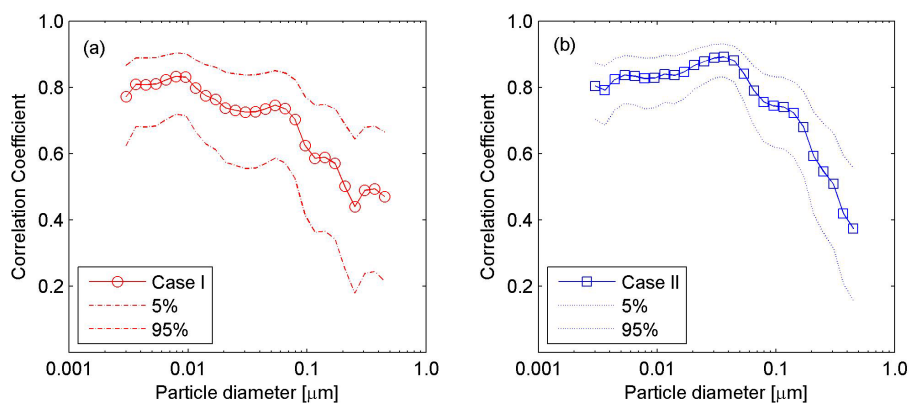 (a)
Correlation Coefficient
1.0
0.8
0.6
0.4
0.2
Case I
5%
95%
0.001
0.01
0.1
1.0
Particle diameter [μm]
(b)
Correlation Coefficient
1.0
0.8
0.6
0.4
0.2
Case II
5%
95%
0.001
0.01
0.1
1.0
Particle diameter [μm]